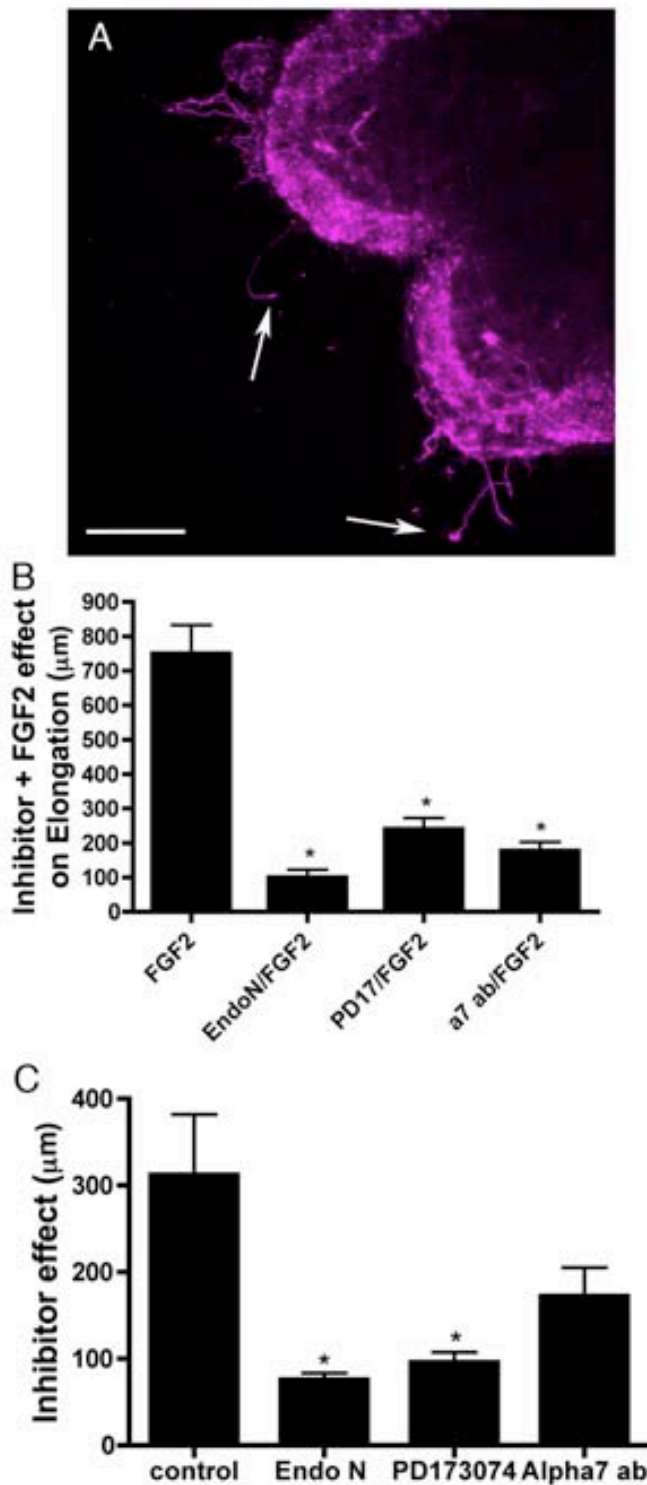 A
B
Inhibitor + FGF2 effect
on Elongation (μm)
900
800
700
600
500
400
300
200
100
0
*
*
*
FGF2
EndoN/FGF2
PD17/FGF2
a7 ab/FGF2
C
Inhibitor effect (μm)
400
300
200
100
0
*
*
control Endo N PD173074 Alpha7 ab